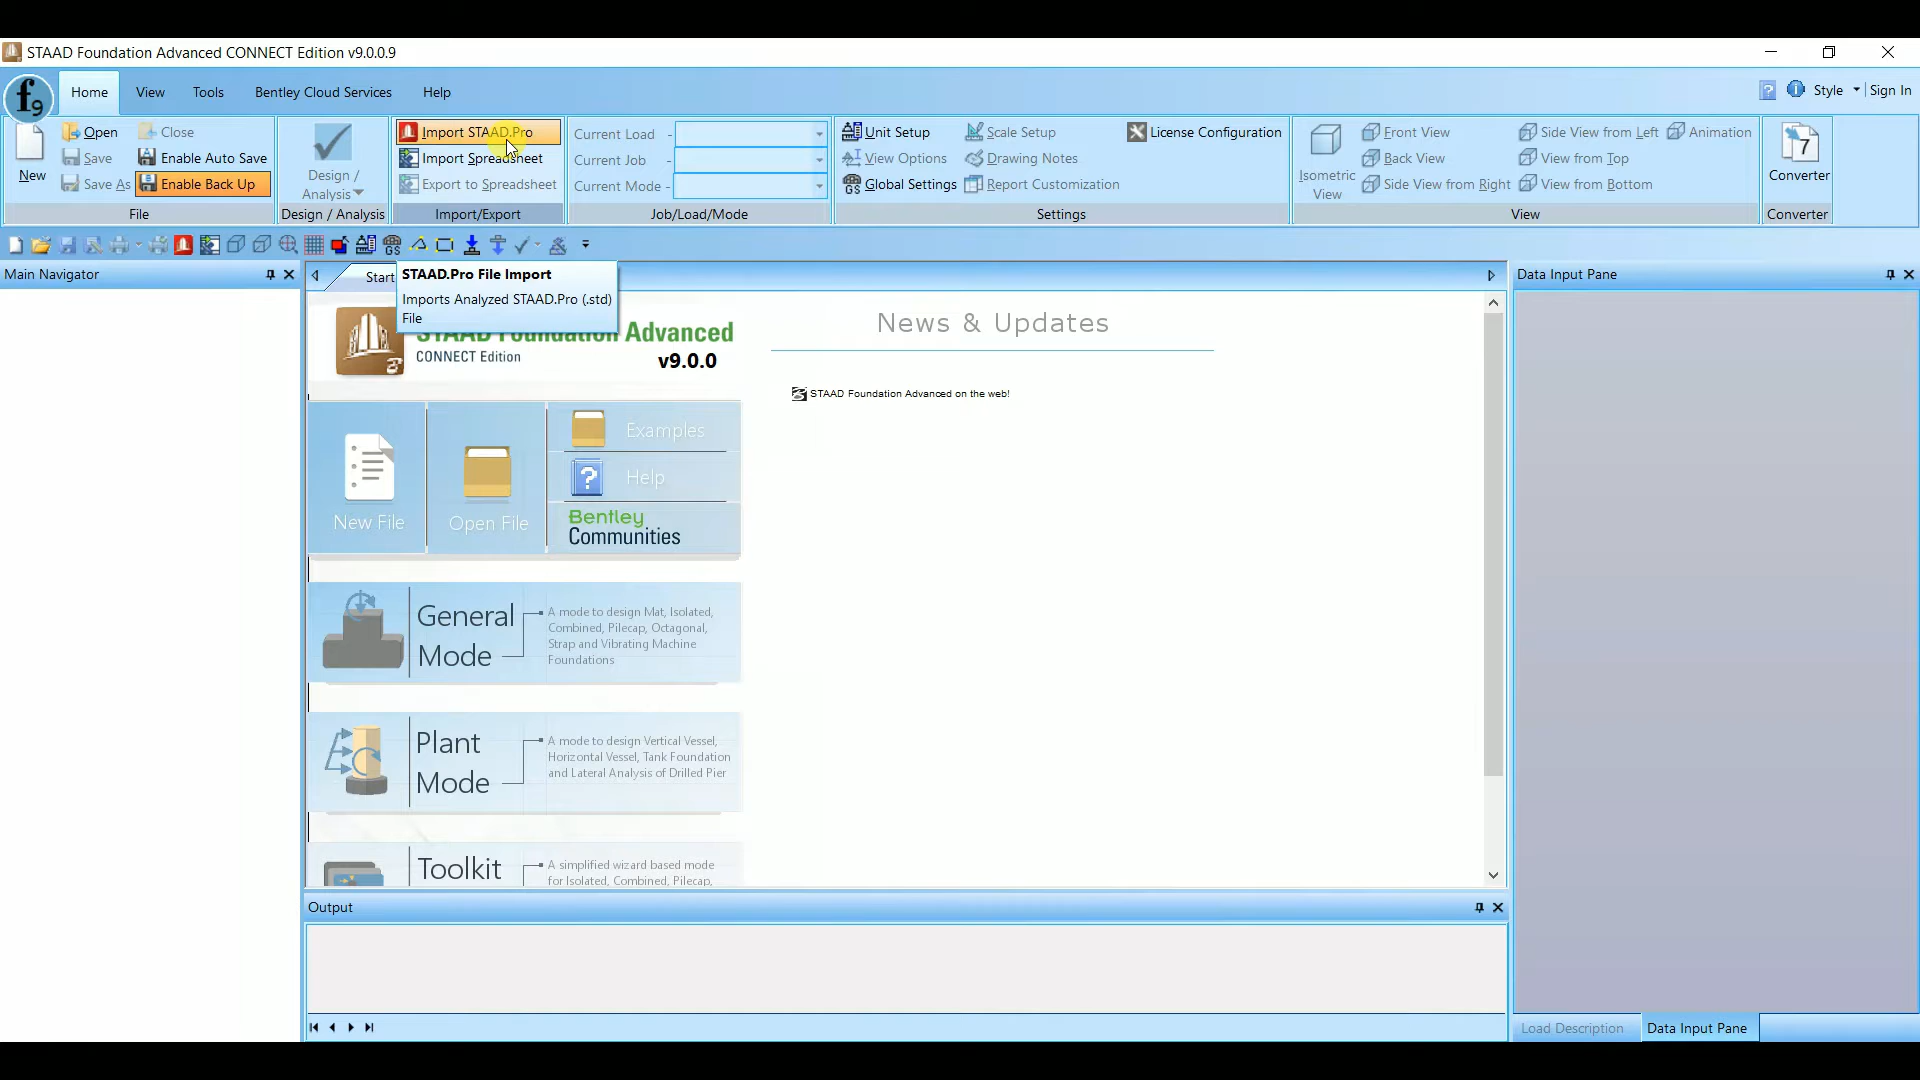 STAAD Foundation Advanced CONNECT Edition v9.0.0.9
f9
Home View Tools Bentley Cloud Services Help
Style Sign In
New
Open
Save
Save As
Close
Enable Auto Save
Enable Back Up
File
Design /
Analysis
Design / Analysis
Import STAAD.Pro
Import Spreadsheet
Export to Spreadsheet
Import/Export
Current Load -
Current Job -
Current Mode -
Job/Load/Mode
Unit Setup
View Options
Global Settings
Scale Setup
Drawing Notes
Report Customization
License Configuration
Settings
Isometric
View
Front View
Back View
Side View from Right
Side View from Left
View from Top
View from Bottom
Animation
View
7
Converter
Converter
Main Navigator
Start
STAAD.Pro File Import
Imports Analyzed STAAD.Pro (.std)
File
Data Input Pane
STAAD Foundation Advanced
CONNECT Edition
v9.0.0
News & Updates
STAAD Foundation Advanced on the web!
New File
Open File
Examples
Help
Bentley
Communities
General
Mode
A mode to design Mat, Isolated,
Combined, Pilecap, Octagonal,
Strap and Vibrating Machine
Foundations
Plant
Mode
A mode to design Vertical Vessel,
Horizontal Vessel, Tank Foundation
and Lateral Analysis of Drilled Pier
Toolkit
A simplified wizard based mode
for Isolated, Combined, Pilecap,
Output
Load Description
Data Input Pane